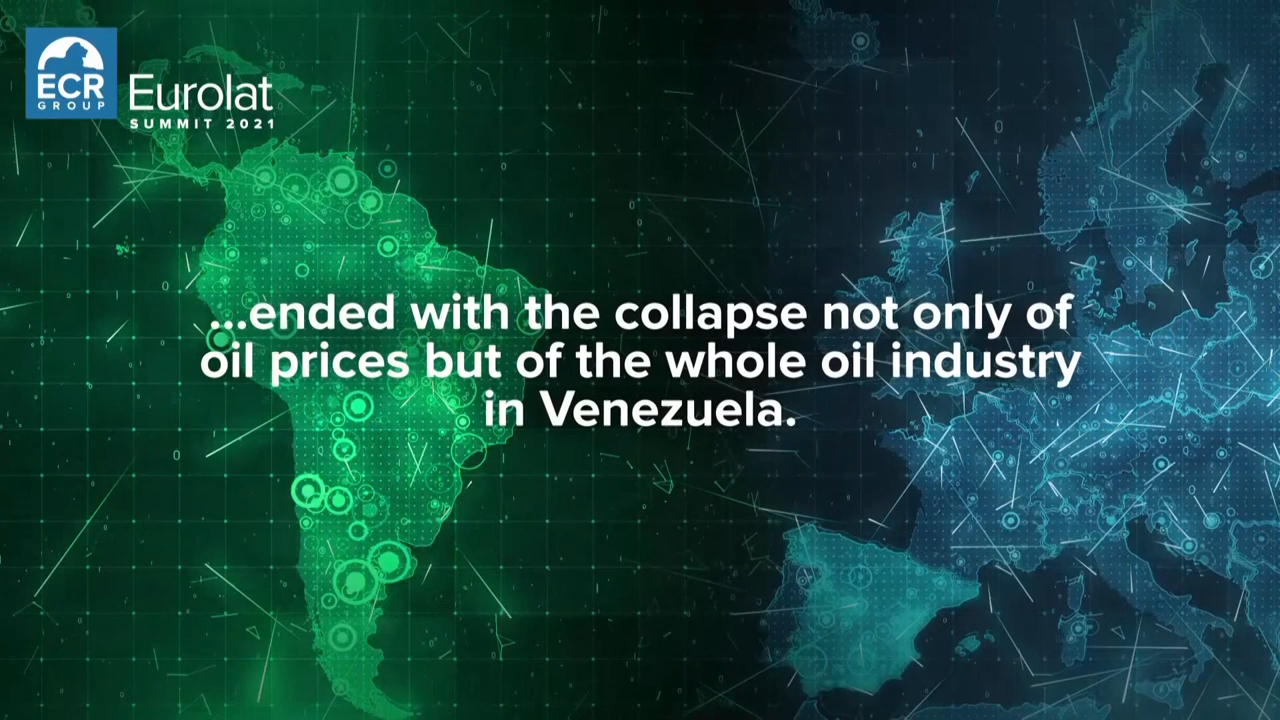 ECR
GROUP
Eurolat
SUMMIT 2021
...ended with the collapse not only of
oil prices but of the whole oil industry
in Venezuela.